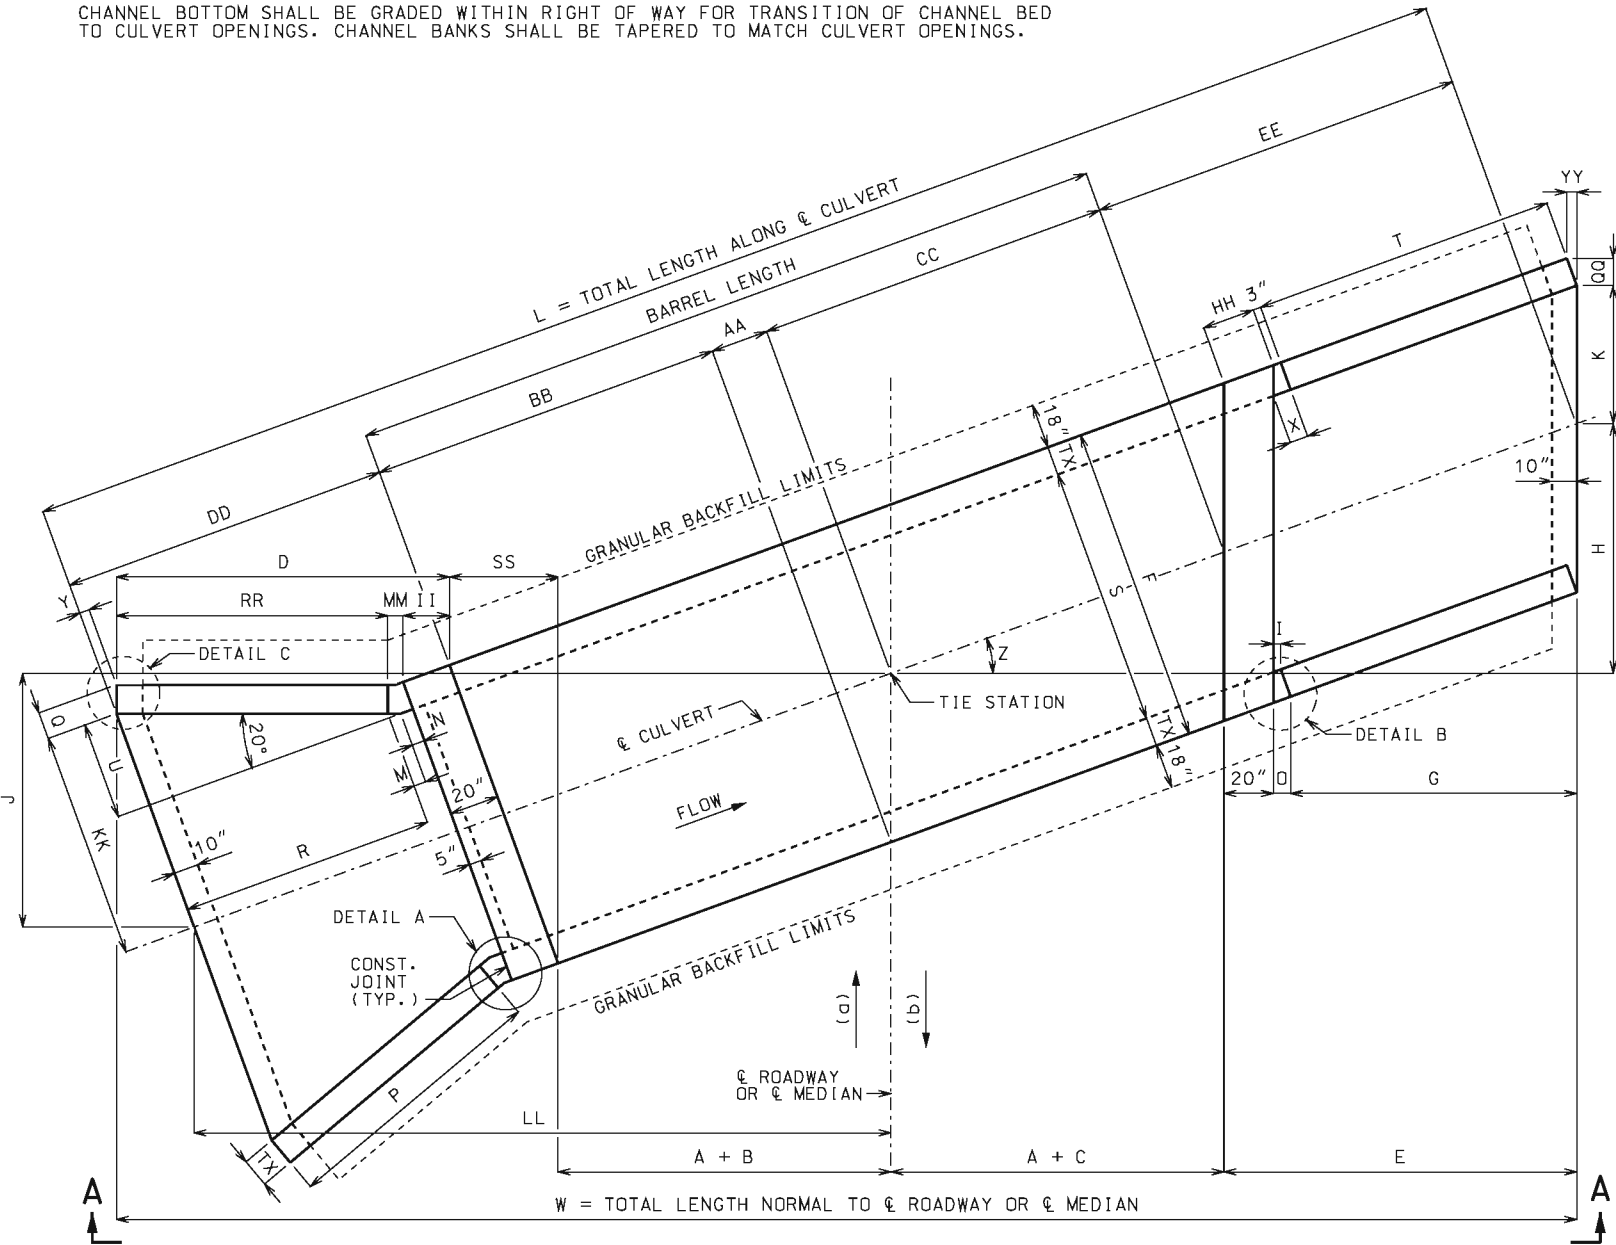 CHANNEL BOTTOM SHALL BE GRADED WITHIN RIGHT OF WAY FOR TRANSITION OF CHANNEL BED
TO CULVERT OPENINGS. CHANNEL BANKS SHALL BE TAPERED TO MATCH CULVERT OPENINGS.
EE
YY
L = TOTAL LENGTH ALONG ℄ CULVERT
BARREL LENGTH
CC
T
QQ
HH 3"
AA
BB
K
18"
TX
X
10"
DD
GRANULAR BACKFILL LIMITS
D
SS
F
S
H
RR
MM II
Y
I
DETAIL C
Z
TIE STATION
Q
N
20°
℄ CULVERT
TX
18"
DETAIL B
U
M
20"
20" O
G
J
FLOW
KK
10"
R
5"
DETAIL A
GRANULAR BACKFILL LIMITS
CONST.
JOINT
(TYP.)
(a)
(b)
℄ ROADWAY
OR ℄ MEDIAN
P
LL
TX
A + B
A + C
E
A
A
W = TOTAL LENGTH NORMAL TO ℄ ROADWAY OR ℄ MEDIAN